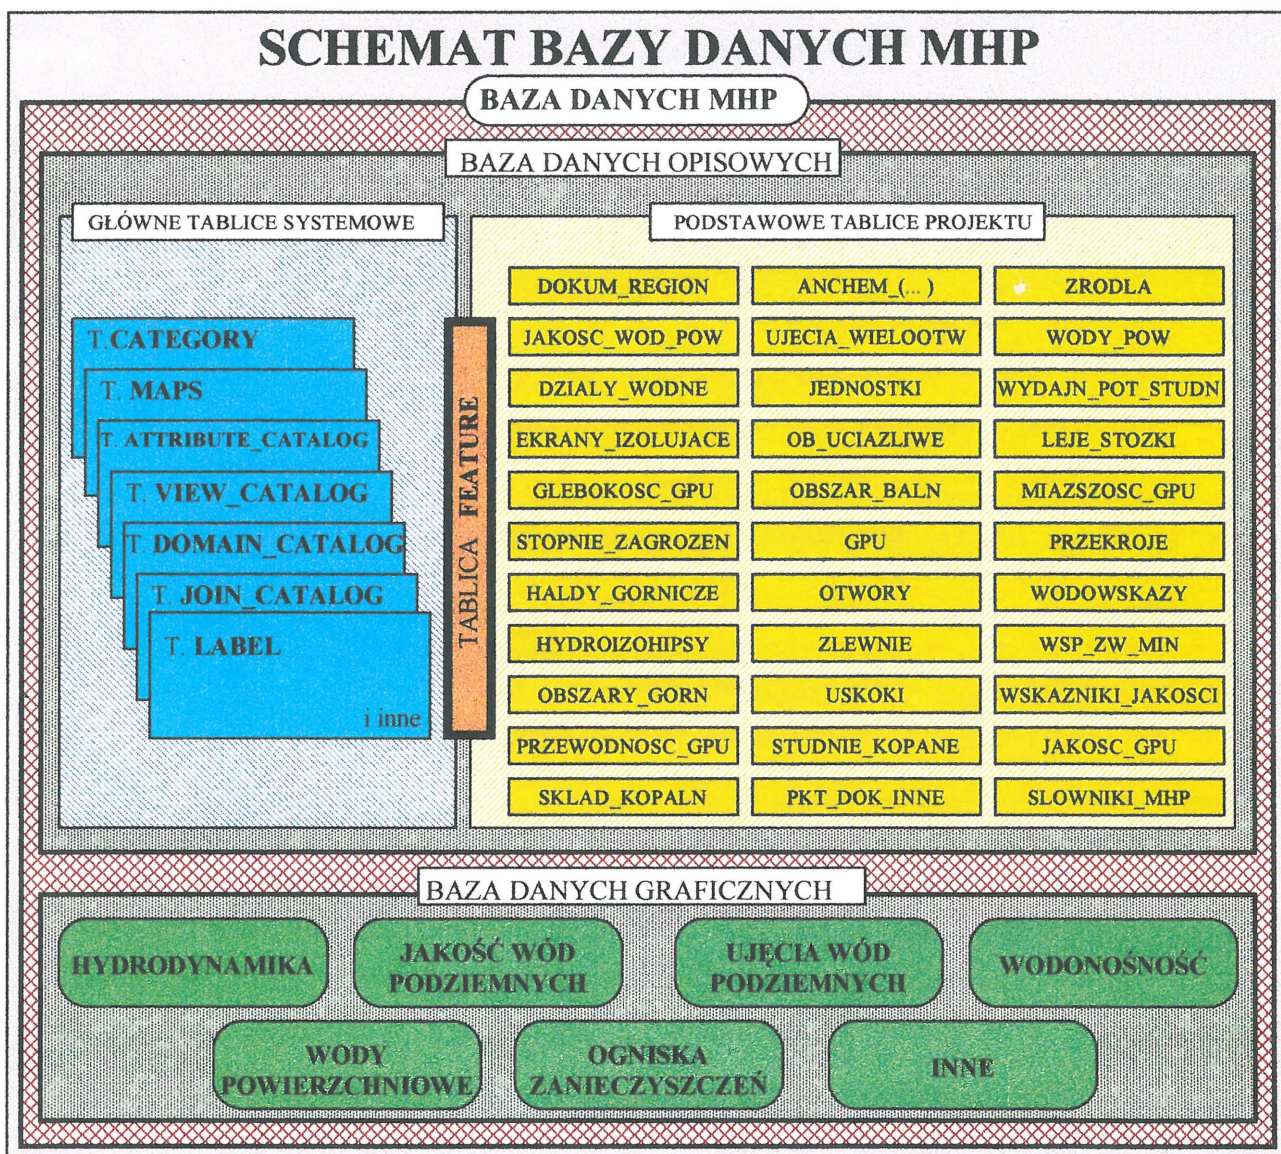 SCHEMAT BAZY DANYCH MHP
BAZA DANYCH MHP
BAZA DANYCH OPISOWYCH
GŁÓWNE TABLICE SYSTEMOWE
T.CATEGORY
T. MAPS
T. ATTRIBUTE_CATALOG
T. VIEW_CATALOG
T. DOMAIN_CATALOG
T. JOIN_CATALOG
T. LABEL
i inne
TABLICA FEATURE
PODSTAWOWE TABLICE PROJEKTU
DOKUM_REGION
ANCHEM_(... )
ZRODLA
JAKOSC_WOD_POW
UJECIA_WIELOOTW
WODY_POW
DZIALY_WODNE
JEDNOSTKI
WYDAJN_POT_STUDN
EKRANY_IZOLUJACE
OB_UCIAZLIWE
LEJE_STOZKI
GLEBOKOSC_GPU
OBSZAR_BALN
MIAZSZOSC_GPU
STOPNIE_ZAGROZEN
GPU
PRZEKROJE
HALDY_GORNICZE
OTWORY
WODOWSKAZY
HYDROIZOHIPSY
ZLEWNIE
WSP_ZW_MIN
OBSZARY_GORN
USKOKI
WSKAZNIKI_JAKOSCI
PRZEWODNOSC_GPU
STUDNIE_KOPANE
JAKOSC_GPU
SKLAD_KOPALN
PKT_DOK_INNE
SLOWNIKI_MHP
BAZA DANYCH GRAFICZNYCH
HYDRODYNAMIKA
JAKOŚĆ WÓD
PODZIEMNYCH
UJĘCIA WÓD
PODZIEMNYCH
WODONOŚNOŚĆ
WODY
POWIERZCHNIOWE
OGNISKA
ZANIECZYSZCZEŃ
INNE